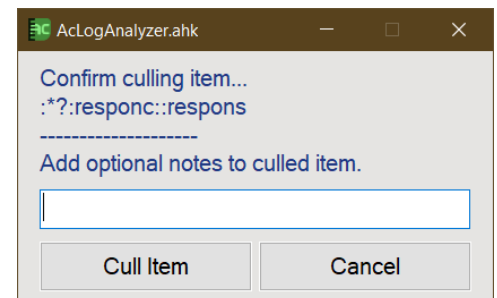 AcLogAnalyzer.ahk
Confirm culling item...
:*?:responc::respons
--------------------
Add optional notes to culled item.
Cull Item
Cancel